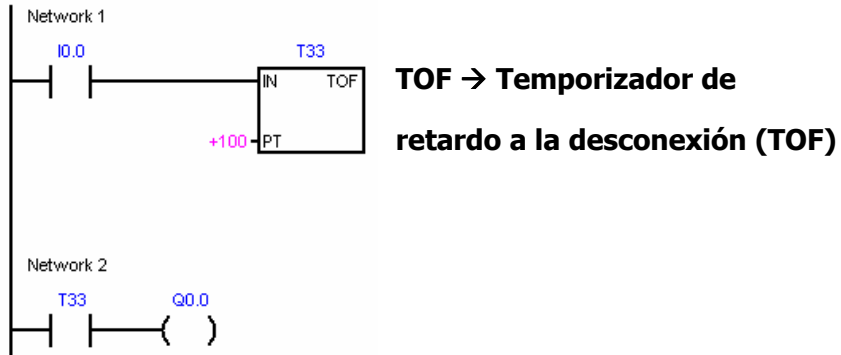 Network 1
I0.0
T33
IN TOF
+100 PT
TOF → Temporizador de
retardo a la desconexión (TOF)
Network 2
T33 Q0.0